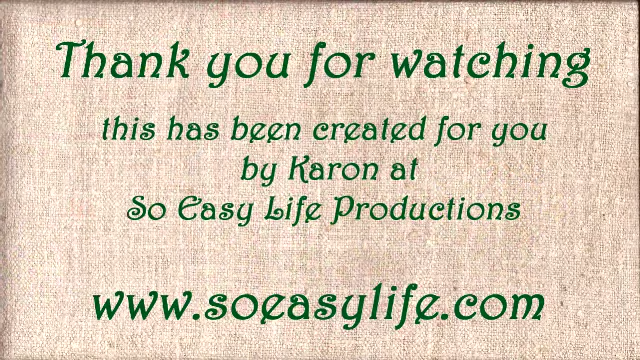 Thank you for watching
this has been created for you
by Karon at
So Easy Life Productions
www.soeasylife.com